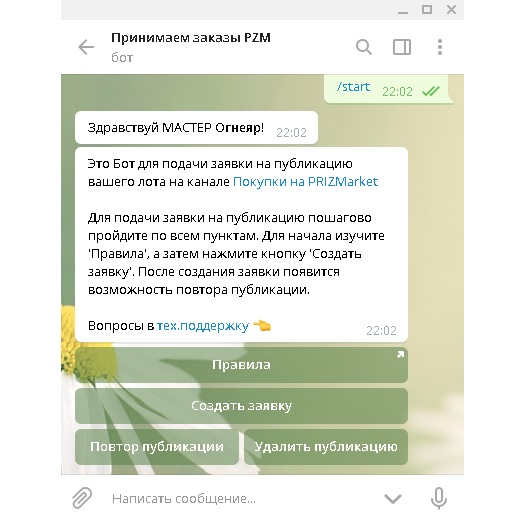 Принимаем заказы PZM
бот
/start 22:02
Здравствуй МАСТЕР Огнеяр! 22:02
Это Бот для подачи заявки на публикацию
вашего лота на канале Покупки на PRIZMarket
Для подачи заявки на публикацию пошагово
пройдите по всем пунктам. Для начала изучите
'Правила', а затем нажмите кнопку 'Создать
заявку'. После создания заявки появится
возможность повтора публикации.
Вопросы в тех.поддержку 👈 22:02
Правила
Создать заявку
Повтор публикации Удалить публикацию
Написать сообщение...